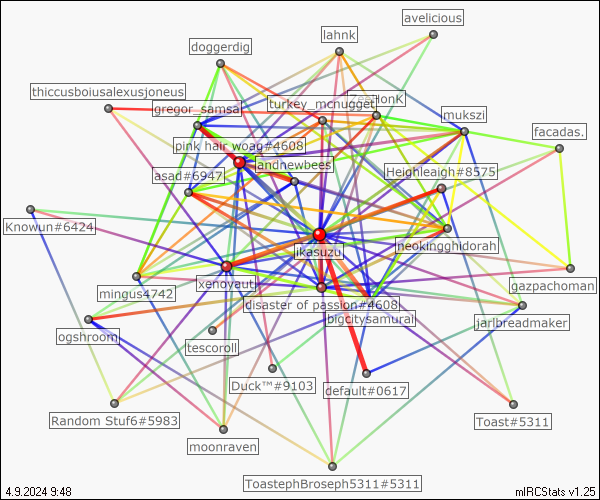 avelicious
lahnk
doggerdig
thiccusboiusalexusjoneus
gregor_samsa
turkey_mcnugget
mukszi
facadas.
pink hair woag#4608
andnewbees
asad#6947
Heighleaigh#8575
Knowun#6424
ikasuzu
neokingghidorah
xenovaut
mingus4742
gazpachoman
disaster of passion#4608
bigcitysamurai
jarlbreadmaker
ogshroom
tescoroll
Duck™#9103
default#0617
Random Stuf6#5983
Toast#5311
moonraven
ToastephBroseph5311#5311
4.9.2024 9:48
mIRCStats v1.25